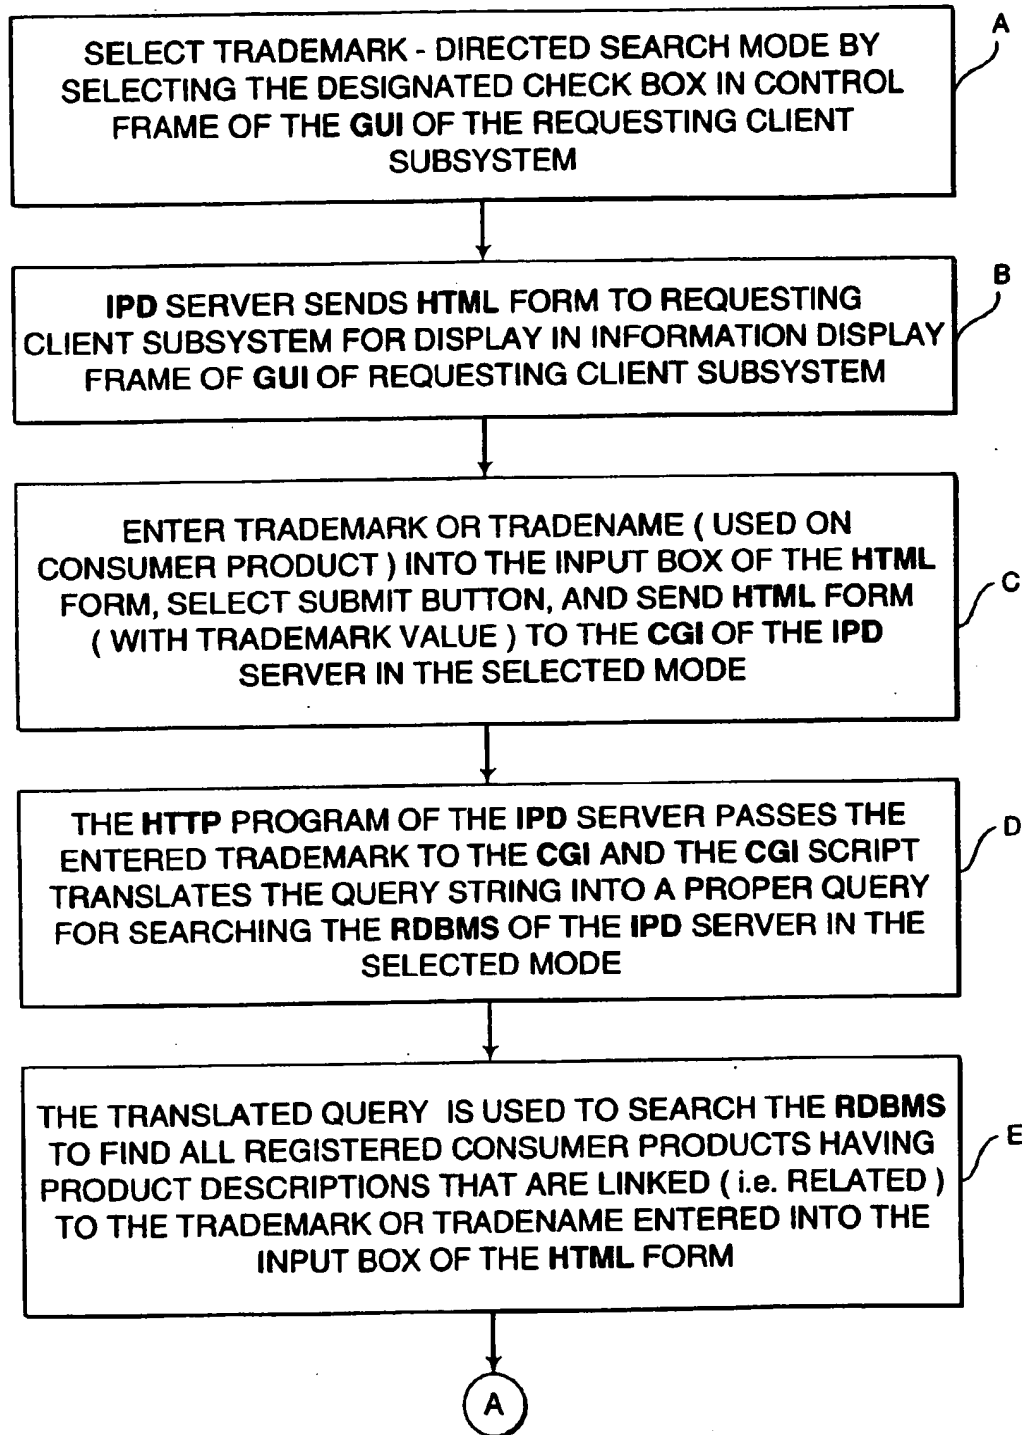 SELECT TRADEMARK - DIRECTED SEARCH MODE BY
SELECTING THE DESIGNATED CHECK BOX IN CONTROL
FRAME OF THE GUI OF THE REQUESTING CLIENT
SUBSYSTEM
A
IPD SERVER SENDS HTML FORM TO REQUESTING
CLIENT SUBSYSTEM FOR DISPLAY IN INFORMATION DISPLAY
FRAME OF GUI OF REQUESTING CLIENT SUBSYSTEM
B
ENTER TRADEMARK OR TRADENAME ( USED ON
CONSUMER PRODUCT ) INTO THE INPUT BOX OF THE HTML
FORM, SELECT SUBMIT BUTTON, AND SEND HTML FORM
( WITH TRADEMARK VALUE ) TO THE CGI OF THE IPD
SERVER IN THE SELECTED MODE
C
THE HTTP PROGRAM OF THE IPD SERVER PASSES THE
ENTERED TRADEMARK TO THE CGI AND THE CGI SCRIPT
TRANSLATES THE QUERY STRING INTO A PROPER QUERY
FOR SEARCHING THE RDBMS OF THE IPD SERVER IN THE
SELECTED MODE
D
THE TRANSLATED QUERY IS USED TO SEARCH THE RDBMS
TO FIND ALL REGISTERED CONSUMER PRODUCTS HAVING
PRODUCT DESCRIPTIONS THAT ARE LINKED ( i.e. RELATED )
TO THE TRADEMARK OR TRADENAME ENTERED INTO THE
INPUT BOX OF THE HTML FORM
E
A